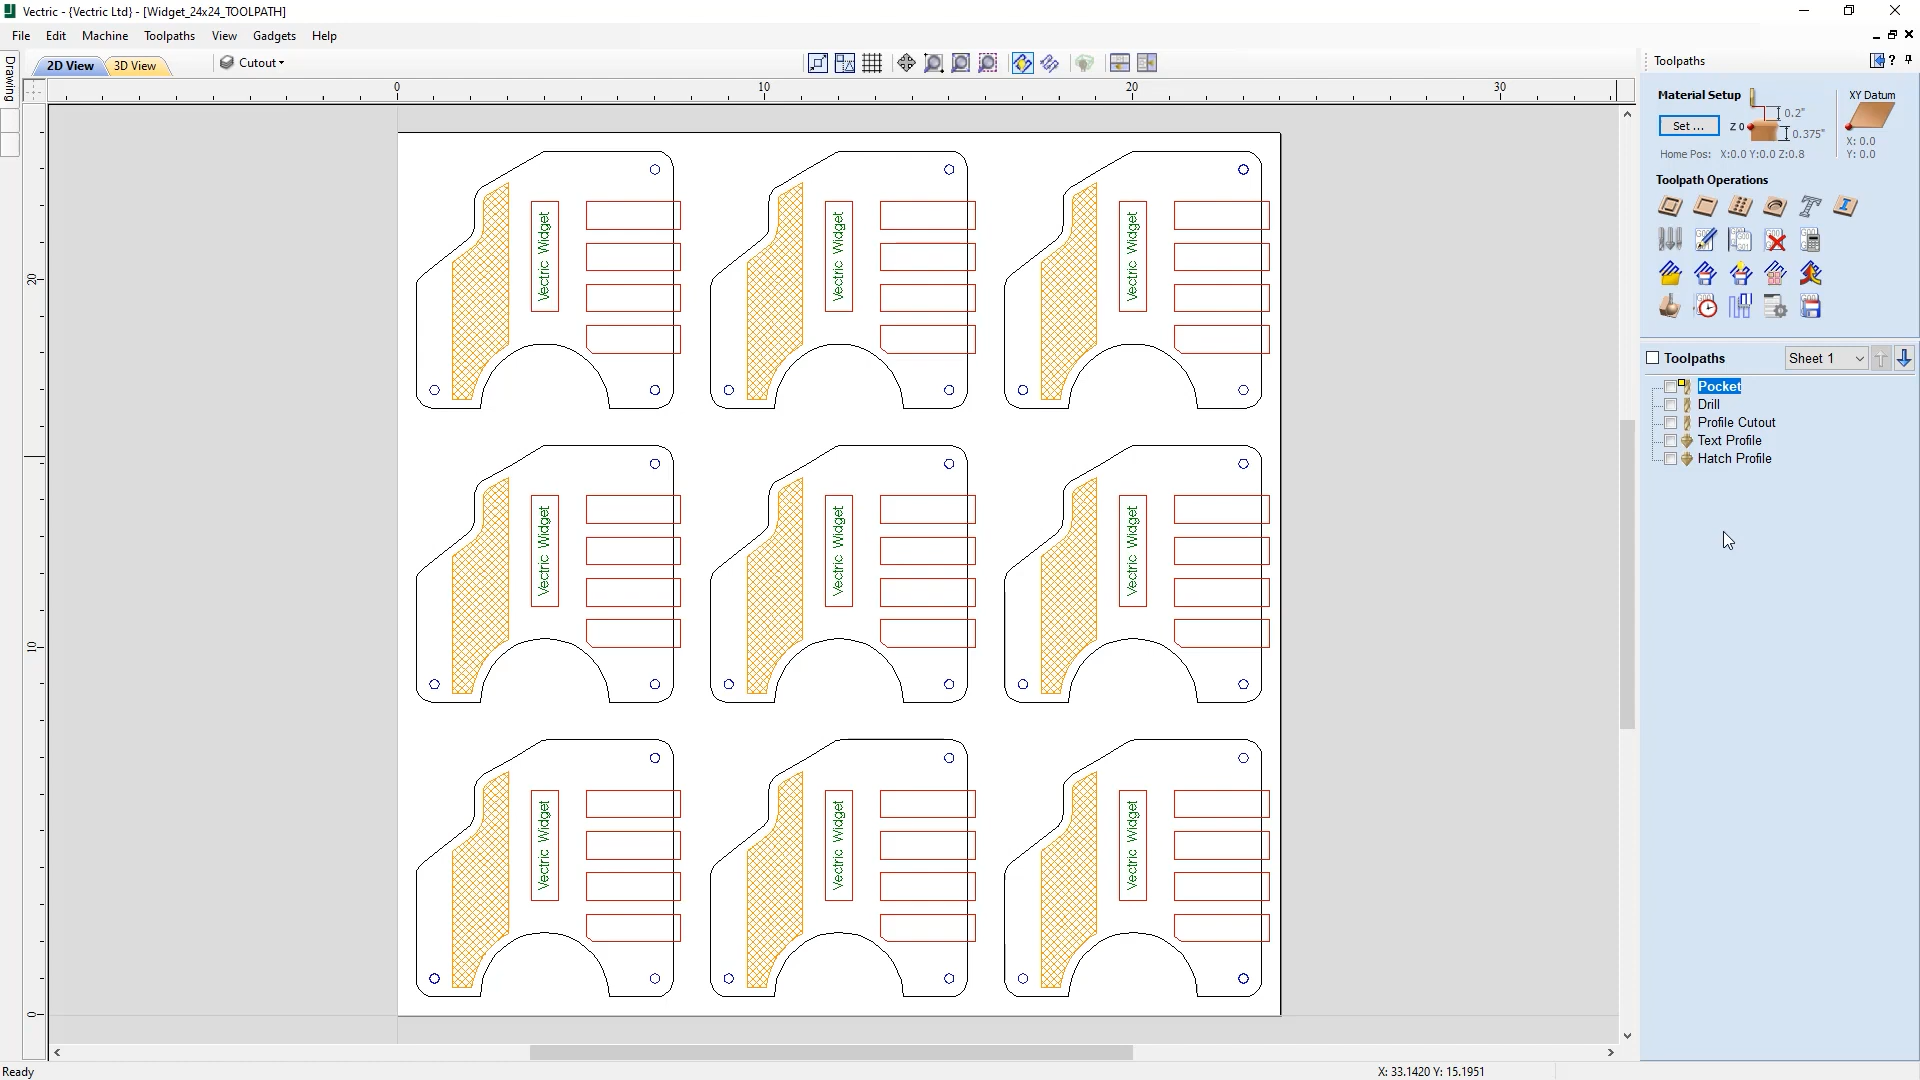 Vectric - {Vectric Ltd} - [Widget_24x24_TOOLPATH]
File Edit Machine Toolpaths View Gadgets Help
Drawing
2D View 3D View Cutout
Toolpaths
0 10 20 30
Material Setup
Set ...
Z 0
0.2"
0.375"
XY Datum
X: 0.0
Y: 0.0
Home Pos: X:0.0 Y:0.0 Z:0.8
Toolpath Operations
Toolpaths Sheet 1
Pocket
Drill
Profile Cutout
Text Profile
Hatch Profile
20
10
0
Vectric Widget Vectric Widget Vectric Widget
Vectric Widget Vectric Widget Vectric Widget
Vectric Widget Vectric Widget Vectric Widget
Ready
X: 33.1420 Y: 15.1951